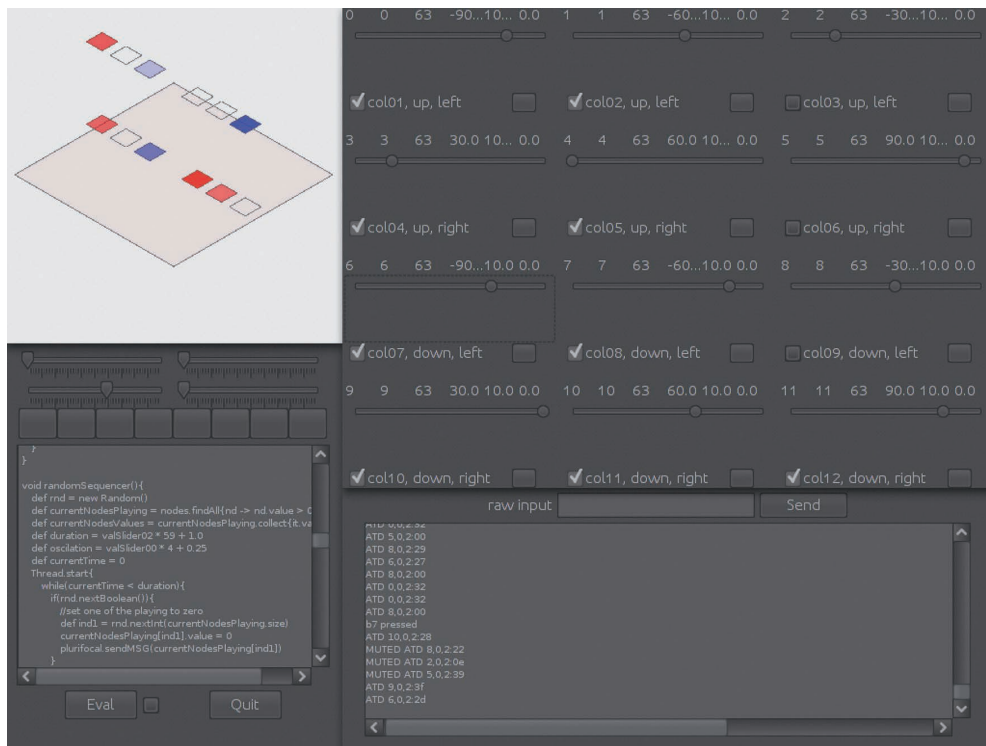 0 0 63 -90...10... 0.0 1 1 63 -60...10... 0.0 2 2 63 -30...10... 0.0
col01, up, left col02, up, left col03, up, left
3 3 63 30.0 10... 0.0 4 4 63 60.0 10... 0.0 5 5 63 90.0 10... 0.0
col04, up, right col05, up, right col06, up, right
6 6 63 -90...10.0 0.0 7 7 63 -60...10.0 0.0 8 8 63 -30...10.0 0.0
col07, down, left col08, down, left col09, down, left
9 9 63 30.0 10.0 0.0 10 10 63 60.0 10.0 0.0 11 11 63 90.0 10.0 0.0
col10, down, right col11, down, right col12, down, right
}
}
void randomSequencer(){
def rnd = new Random()
def currentNodesPlaying = nodes.findAll{nd -> nd.value > 0
def currentNodesValues = currentNodesPlaying.collect{it.va
def duration = valSlider02 * 59 + 1.0
def oscilation = valSlider00 * 4 + 0.25
def currentTime = 0
Thread.start{
while(currentTime < duration){
if(rnd.nextBoolean()){
//set one of the playing to zero
def ind1 = rnd.nextInt(currentNodesPlaying.size)
currentNodesPlaying[ind1].value = 0
plurifocal.sendMSG(currentNodesPlaying[ind1])
}
Eval Quit
raw input Send
ATD 0,0,2:32
ATD 5,0,2:00
ATD 8,0,2:29
ATD 6,0,2:27
ATD 8,0,2:00
ATD 0,0,2:32
ATD 0,0,2:32
ATD 8,0,2:00
b7 pressed
ATD 10,0,2:28
MUTED ATD 8,0,2:22
MUTED ATD 2,0,2:0e
MUTED ATD 5,0,2:39
ATD 9,0,2:3f
ATD 6,0,2:2d